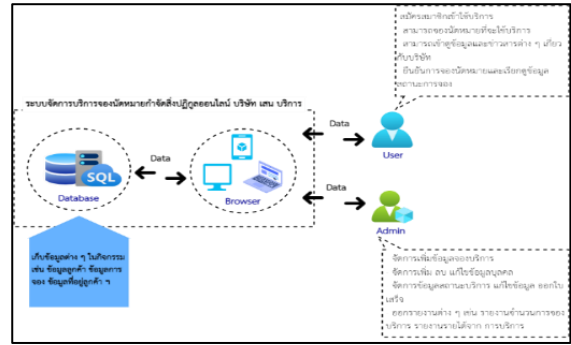 สมัครสมาชิกเข้าใช้บริการ
สามารถจองนัดหมายที่จะใช้บริการ
สามารถเข้าดูข้อมูลและข่าวสารต่าง ๆ เกี่ยว
กับบริษัท
ยืนยันการจองนัดหมายและเรียกดูข้อมูล
สถานะการจอง
ระบบจัดการบริการจองนัดหมายกำจัดสิ่งปฏิกูลออนไลน์ บริษัท เสน บริการ
Data
User
Data
SQL
Database
Browser
Data
Admin
เก็บข้อมูลต่าง ๆ ในกิจกรรม
เช่น ข้อมูลลูกค้า ข้อมูลการ
จอง ข้อมูลที่อยู่ลูกค้า ฯ
จัดการเพิ่มข้อมูลจองบริการ
จัดการเพิ่ม ลบ แก้ไขข้อมูลบุคคล
จัดการข้อมูลสถานะบริการ แก้ไขข้อมูล ออกใบ
เสร็จ
ออกรายงานต่าง ๆ เช่น รายงานจำนวนการจอง
บริการ รายงานรายได้จาก การบริการ